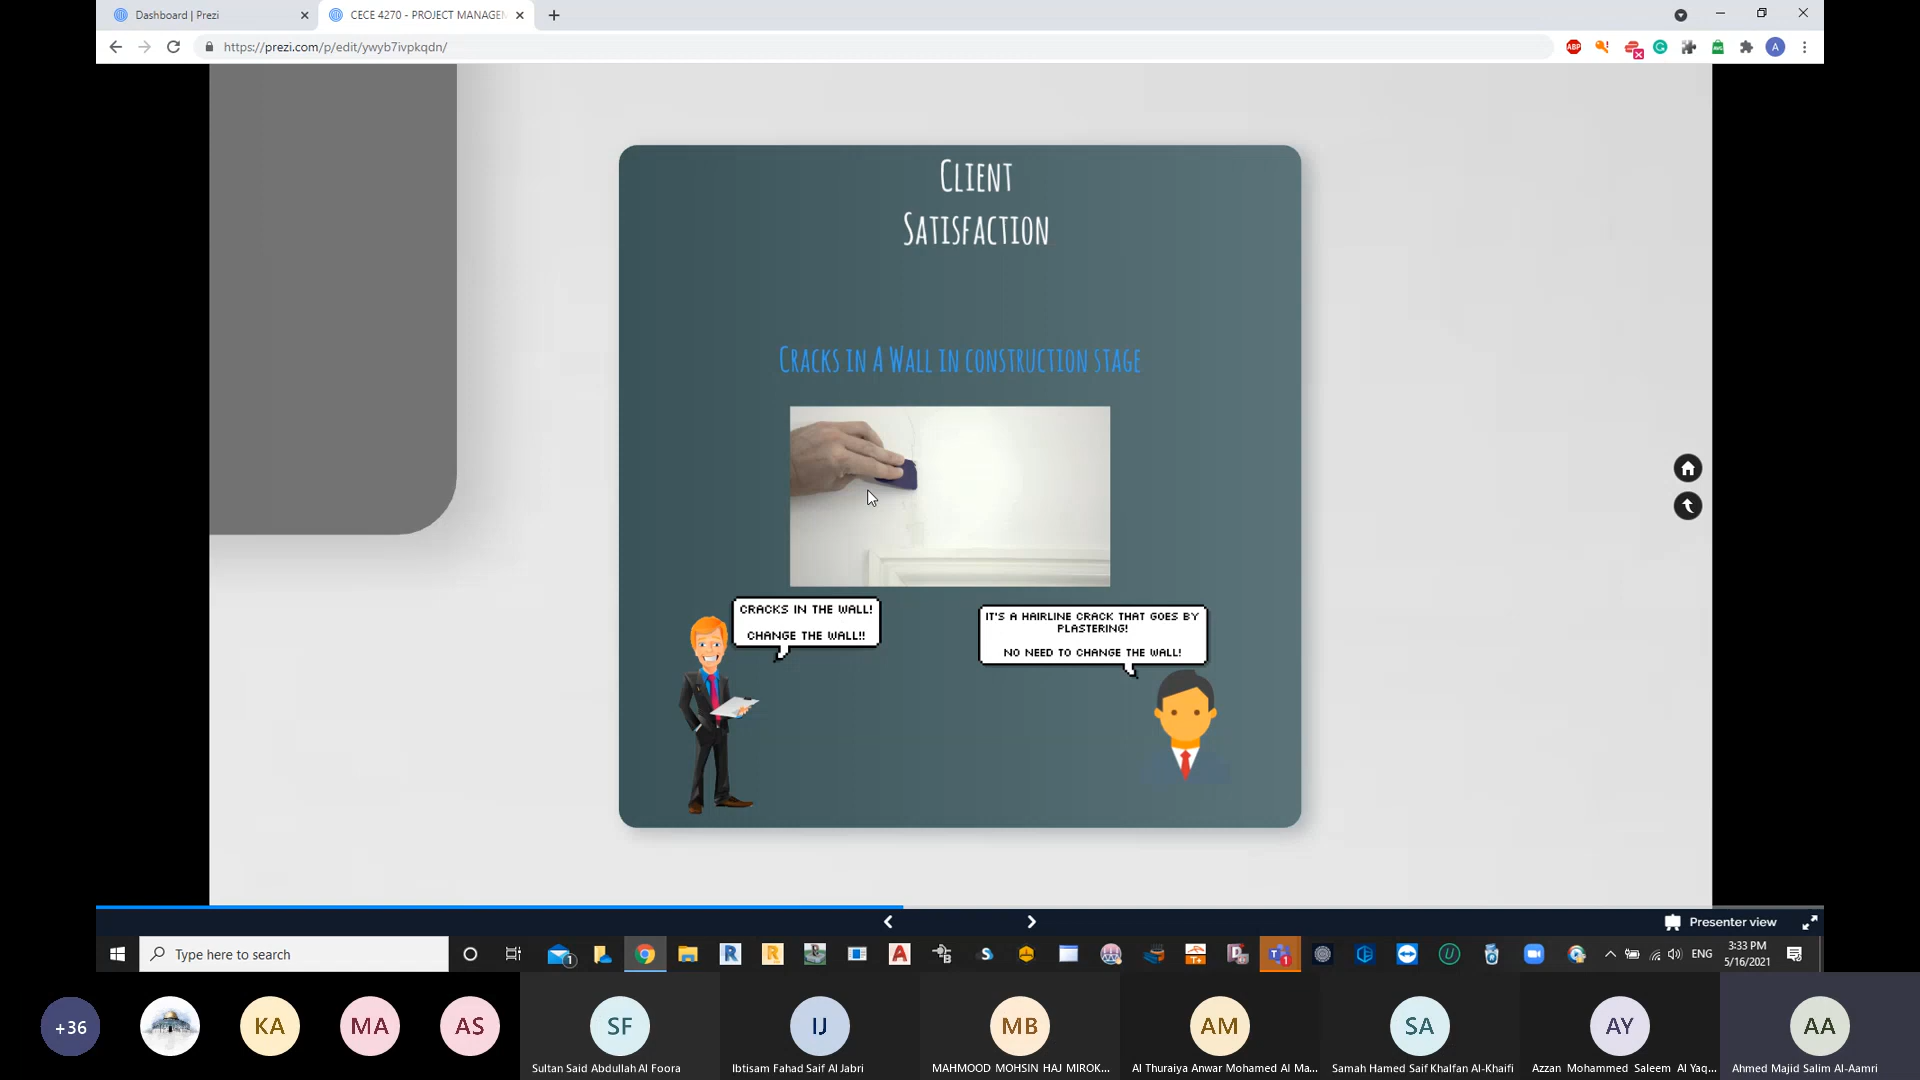 Dashboard | Prezi
CECE 4270 - PROJECT MANAGEM
https://prezi.com/p/edit/ywyb7ivpkqdn/
ABP
A
CLIENT
SATISFACTION
CRACKS IN A WALL IN CONSTRUCTION STAGE
CRACKS IN THE WALL!
CHANGE THE WALL!!
IT'S A HAIRLINE CRACK THAT GOES BY
PLASTERING!
NO NEED TO CHANGE THE WALL!
Presenter view
Type here to search
ENG
3:33 PM
5/16/2021
+36
KA
MA
AS
SF
IJ
MB
AM
SA
AY
AA
Sultan Said Abdullah Al Foora
Ibtisam Fahad Saif Al Jabri
MAHMOOD MOHSIN HAJ MIROK...
Al Thuraiya Anwar Mohamed Al Ma...
Samah Hamed Saif Khalfan Al-Khaifi
Azzan Mohammed Saleem Al Yaq...
Ahmed Majid Salim Al-Aamri